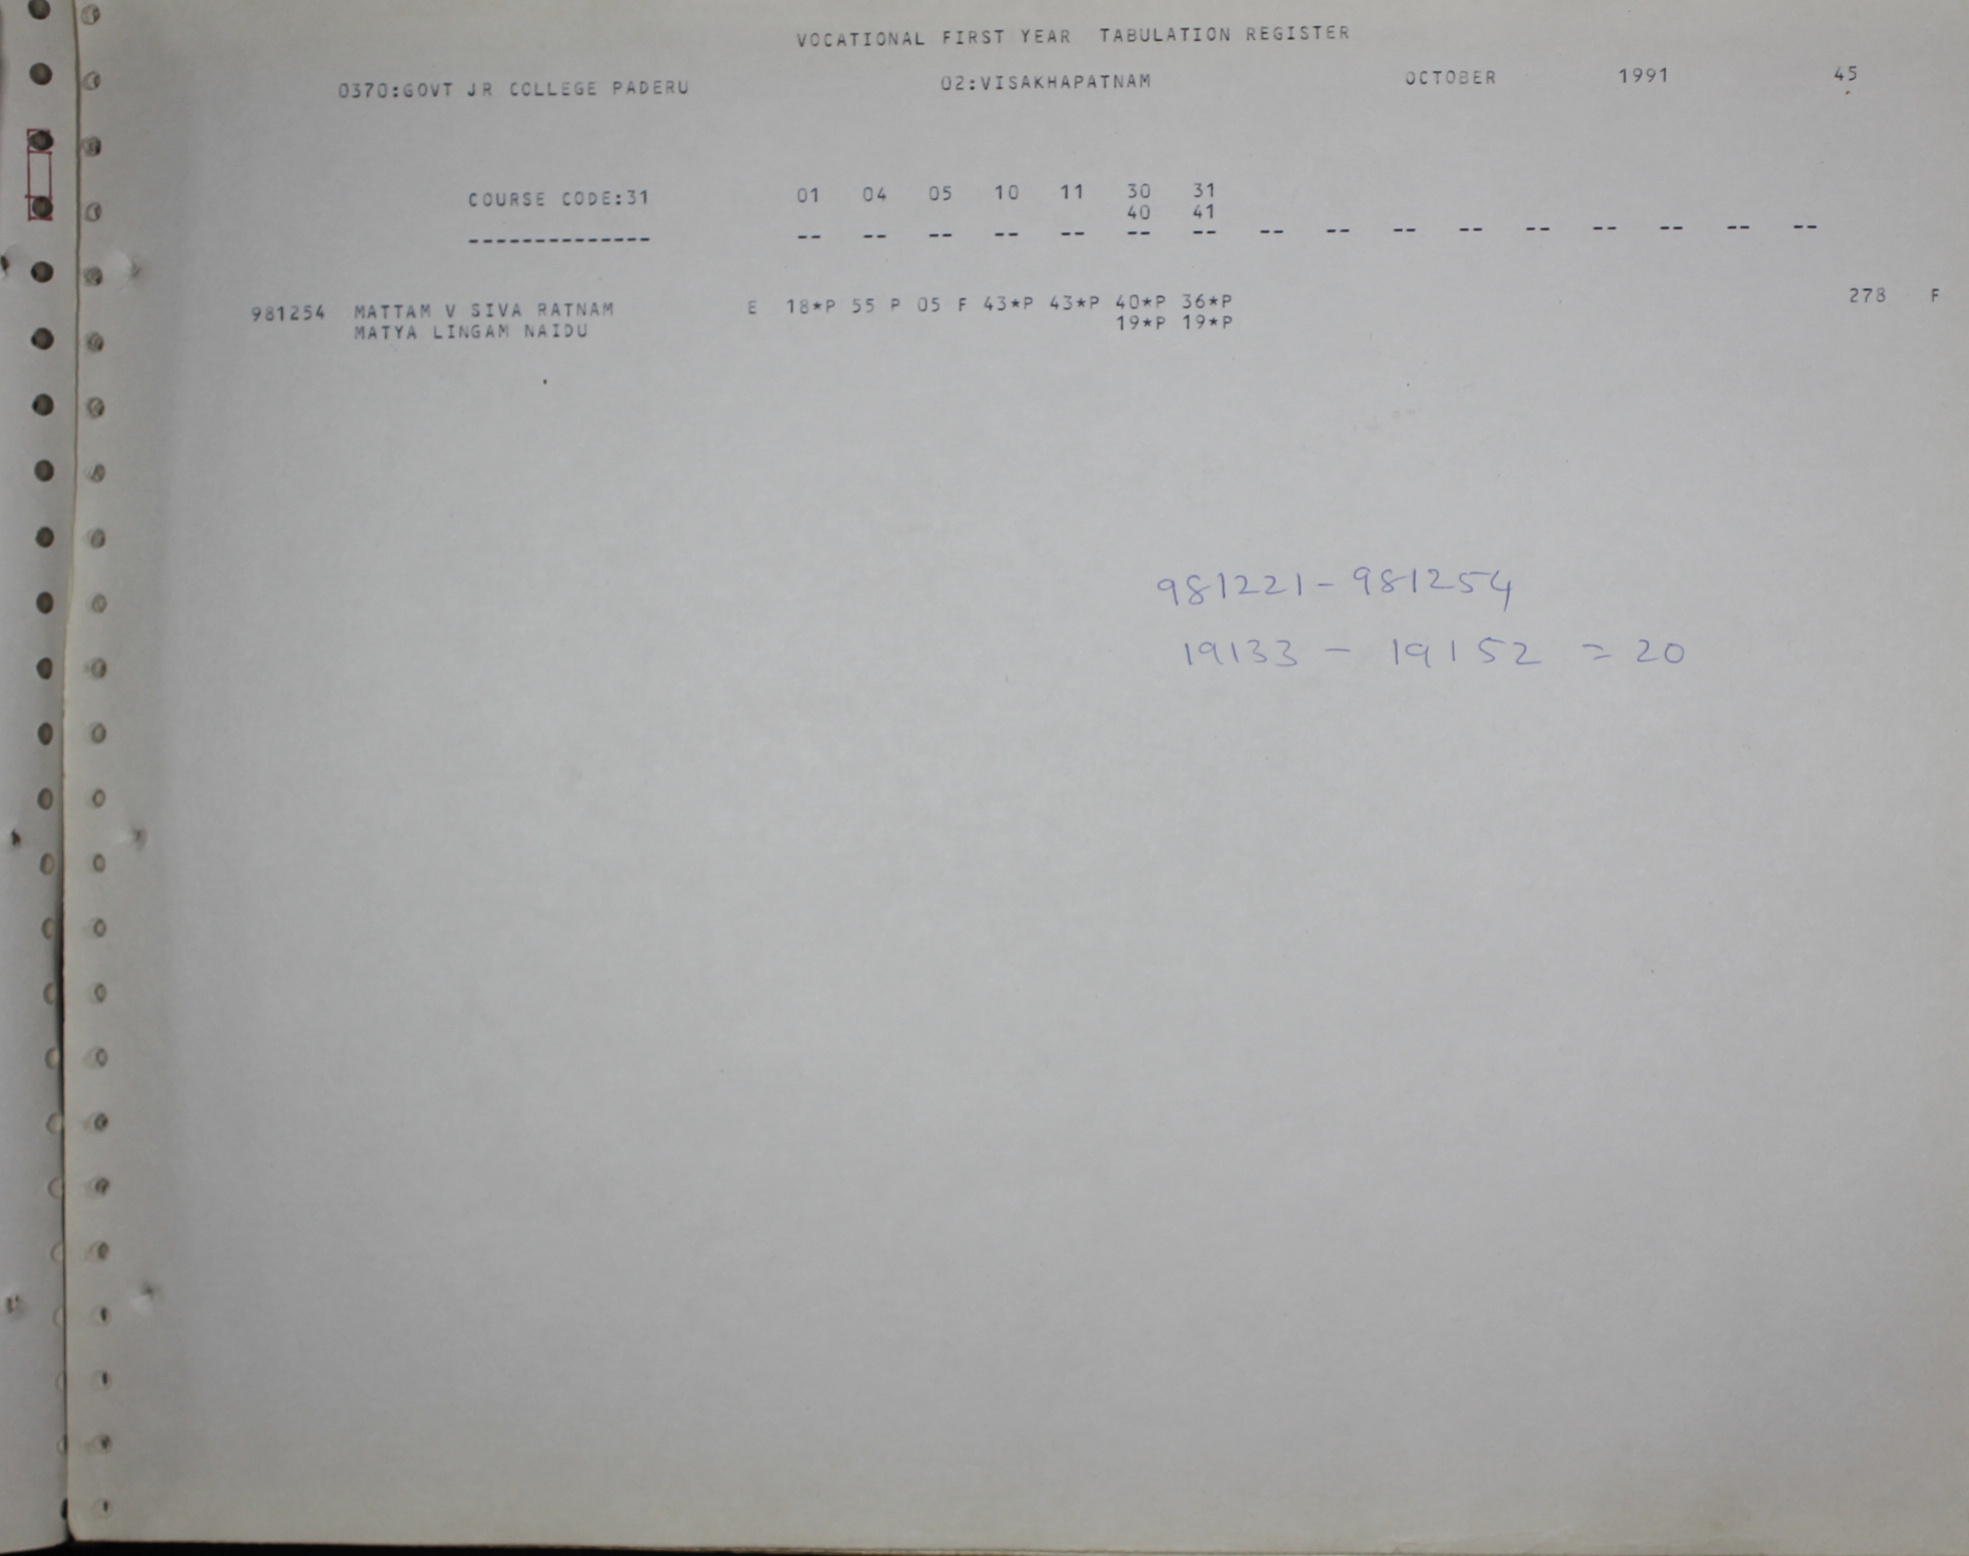 VOCATIONAL FIRST YEAR TABULATION REGISTER
0370:GOVT JR COLLEGE PADERU 02:VISAKHAPATNAM OCTOBER 1991 45
COURSE CODE:31 01 04 05 10 11 30 31
40 41
-------------- -- -- -- -- -- -- -- -- -- -- -- -- -- -- -- --
981254 MATTAM V SIVA RATNAM E 18*P 55 P 05 F 43*P 43*P 40*P 36*P 278 F
MATYA LINGAM NAIDU 19*P 19*P
981221-981254
19133 - 19152 = 20